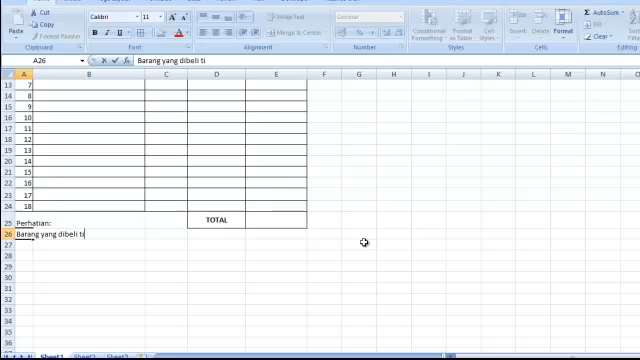 Cut
Copy
Paste
Format Painter
Clipboard
Calibri 11
Font
Wrap Text
Merge & Center
Alignment
General
Number
Conditional Formatting
Format as Table
Cell Styles
Styles
Insert
Delete
Format
Cells
AutoSum
Fill
Clear
A26 fx Barang yang dibeli ti
A B C D E F G H I J K L M N O
13 7
14 8
15 9
16 10
17 11
18 12
19 13
20 14
21 15
22 16
23 17
24 18
25 Perhatian: TOTAL
26 Barang yang dibeli ti
27
28
29
30
31
32
33
34
35
36
37
Sheet1 Sheet2 Sheet3